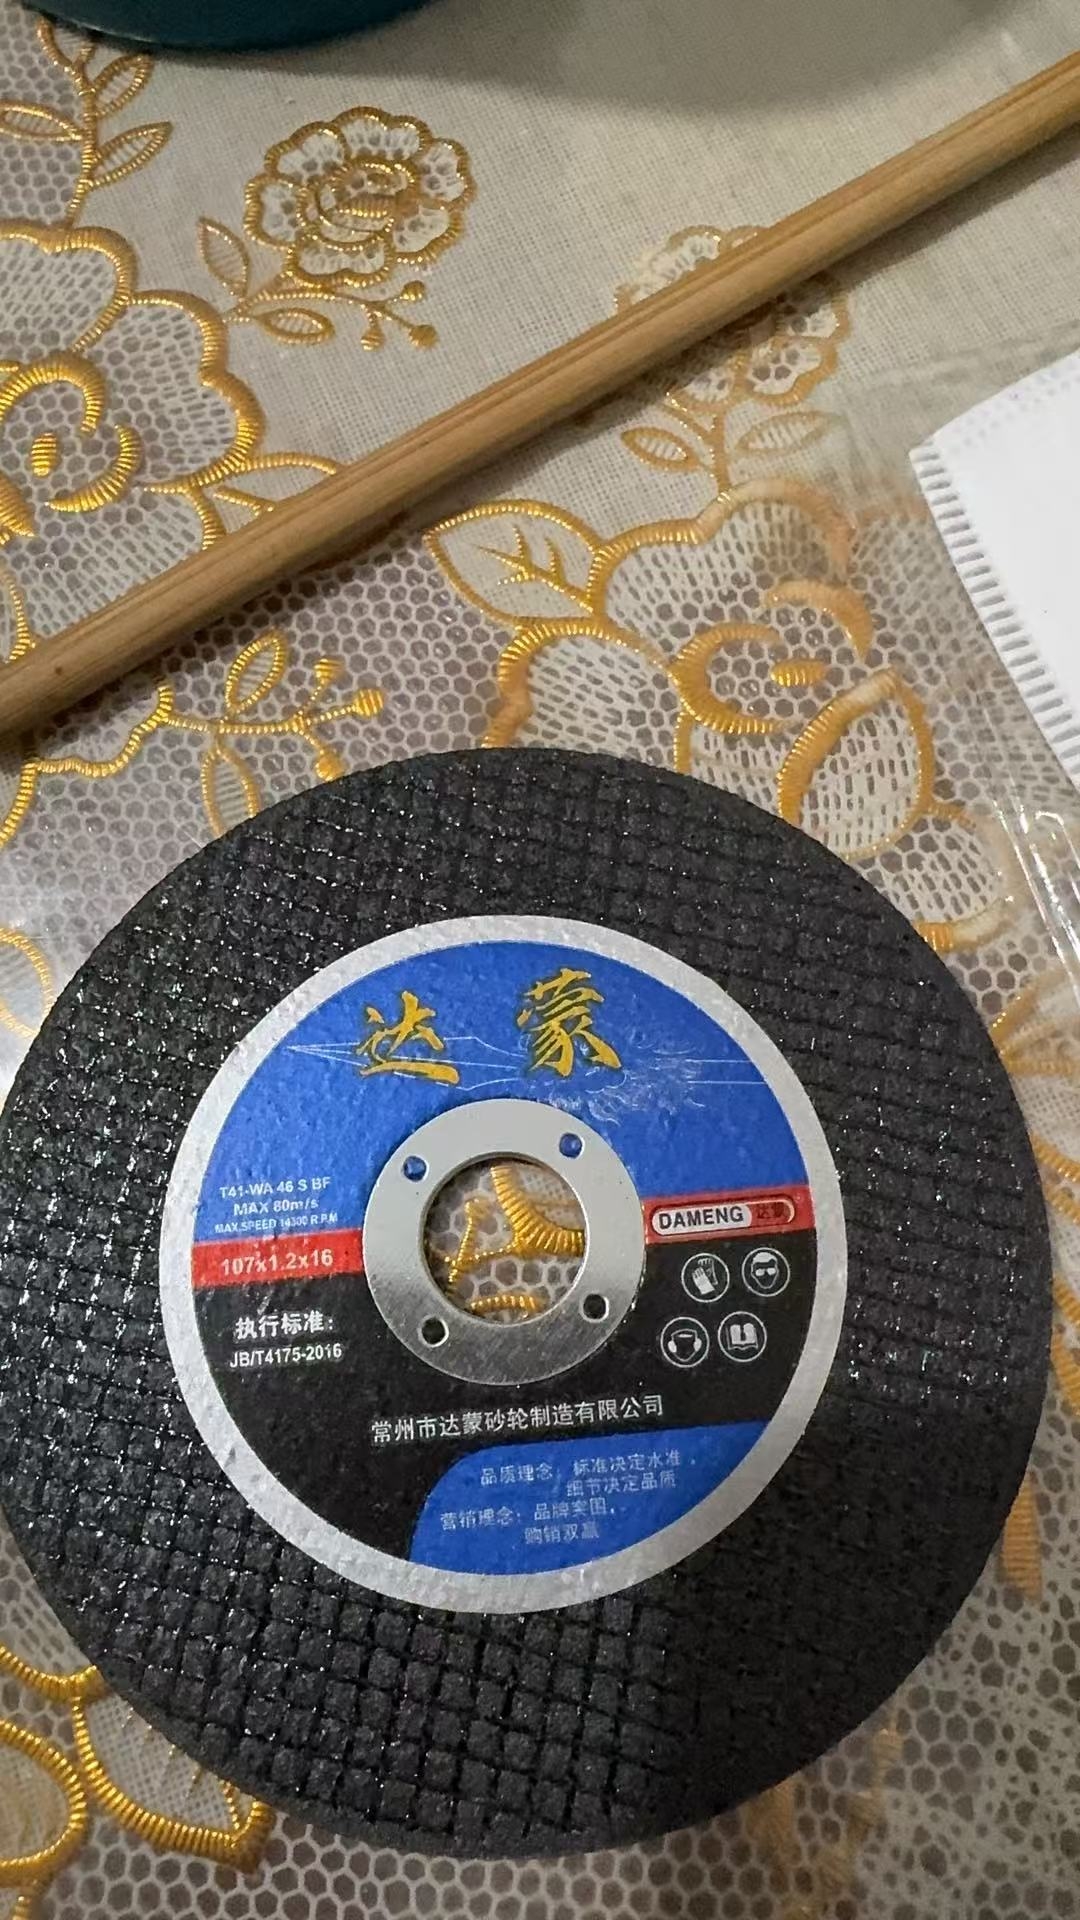 达蒙
T41-WA 46 S BF
MAX 80m/s
MAX.SPEED 14300 R.P.M
107x1.2x16
DAMENG 达蒙
执行标准：
JB/T4175-2016
常州市达蒙砂轮制造有限公司
品质理念：标准决定水准，
细节决定品质
营销理念：品牌突围，
购销双赢